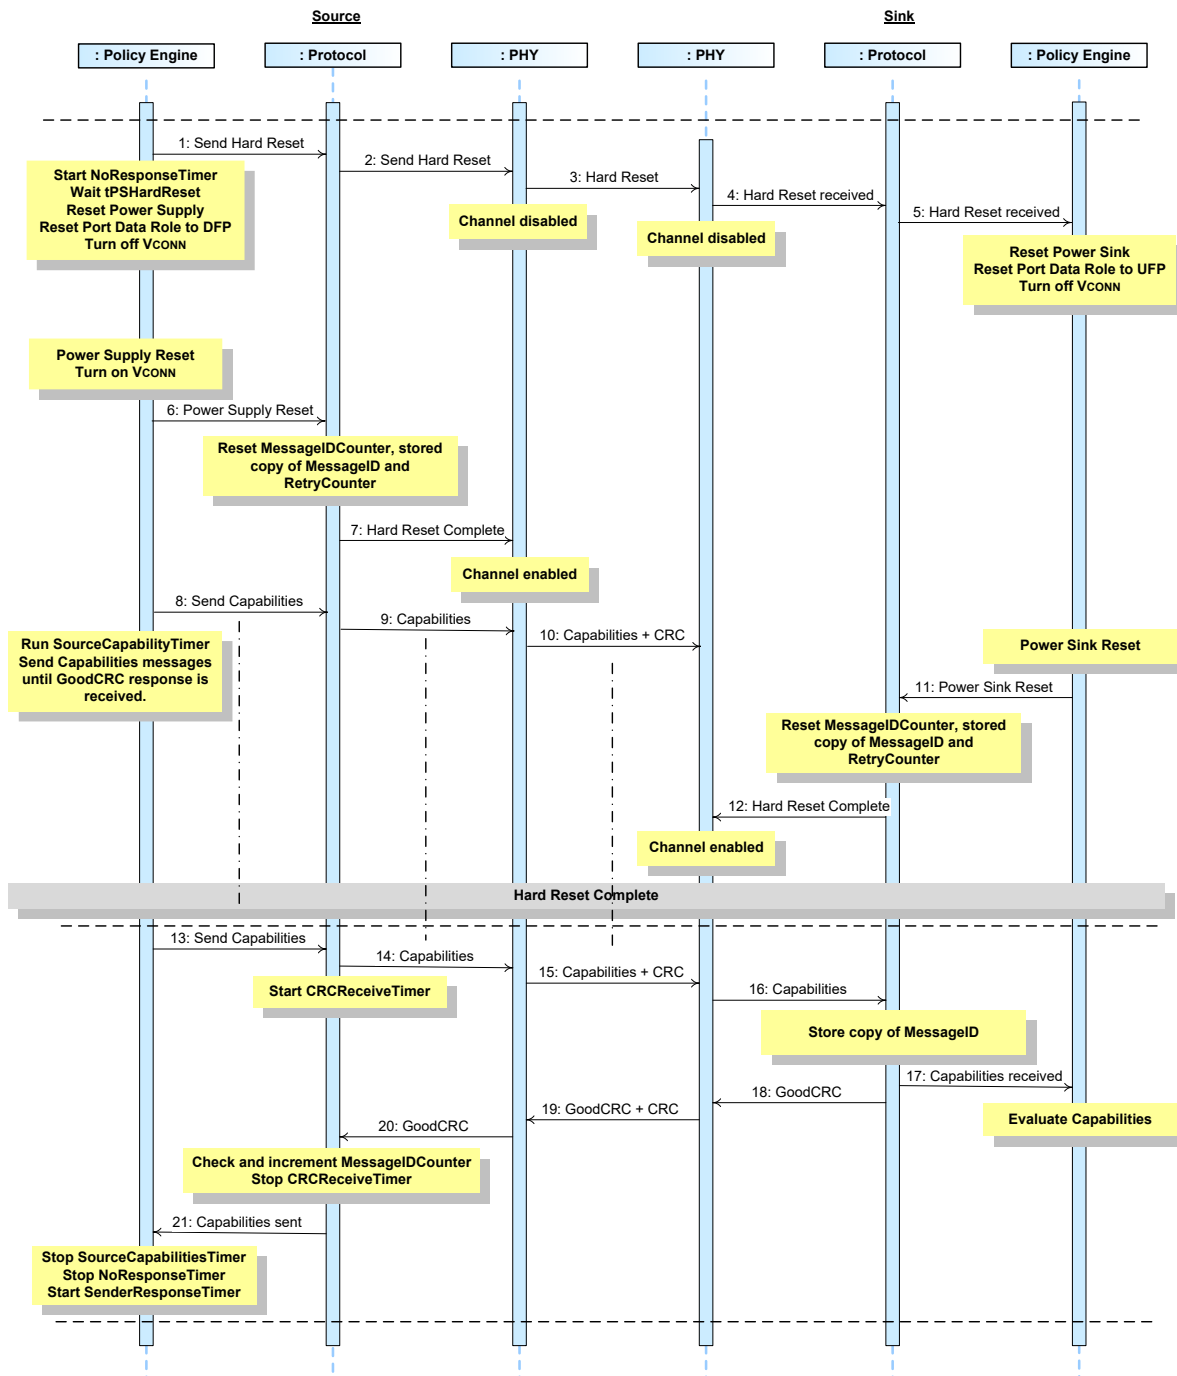 Source
Sink
: Policy Engine
: Protocol
: PHY
: PHY
: Protocol
: Policy Engine
1: Send Hard Reset
2: Send Hard Reset
Start NoResponseTimer
Wait tPSHardReset
Reset Power Supply
Reset Port Data Role to DFP
Turn off VCONN
3: Hard Reset
4: Hard Reset received
5: Hard Reset received
Channel disabled
Channel disabled
Reset Power Sink
Reset Port Data Role to UFP
Turn off VCONN
Power Supply Reset
Turn on VCONN
6: Power Supply Reset
Reset MessageIDCounter, stored
copy of MessageID and
RetryCounter
7: Hard Reset Complete
Channel enabled
8: Send Capabilities
9: Capabilities
10: Capabilities + CRC
Run SourceCapabilityTimer
Send Capabilities messages
until GoodCRC response is
received.
Power Sink Reset
11: Power Sink Reset
Reset MessageIDCounter, stored
copy of MessageID and
RetryCounter
12: Hard Reset Complete
Channel enabled
Hard Reset Complete
13: Send Capabilities
14: Capabilities
15: Capabilities + CRC
Start CRCReceiveTimer
16: Capabilities
Store copy of MessageID
17: Capabilities received
18: GoodCRC
19: GoodCRC + CRC
Evaluate Capabilities
20: GoodCRC
Check and increment MessageIDCounter
Stop CRCReceiveTimer
21: Capabilities sent
Stop SourceCapabilitiesTimer
Stop NoResponseTimer
Start SenderResponseTimer